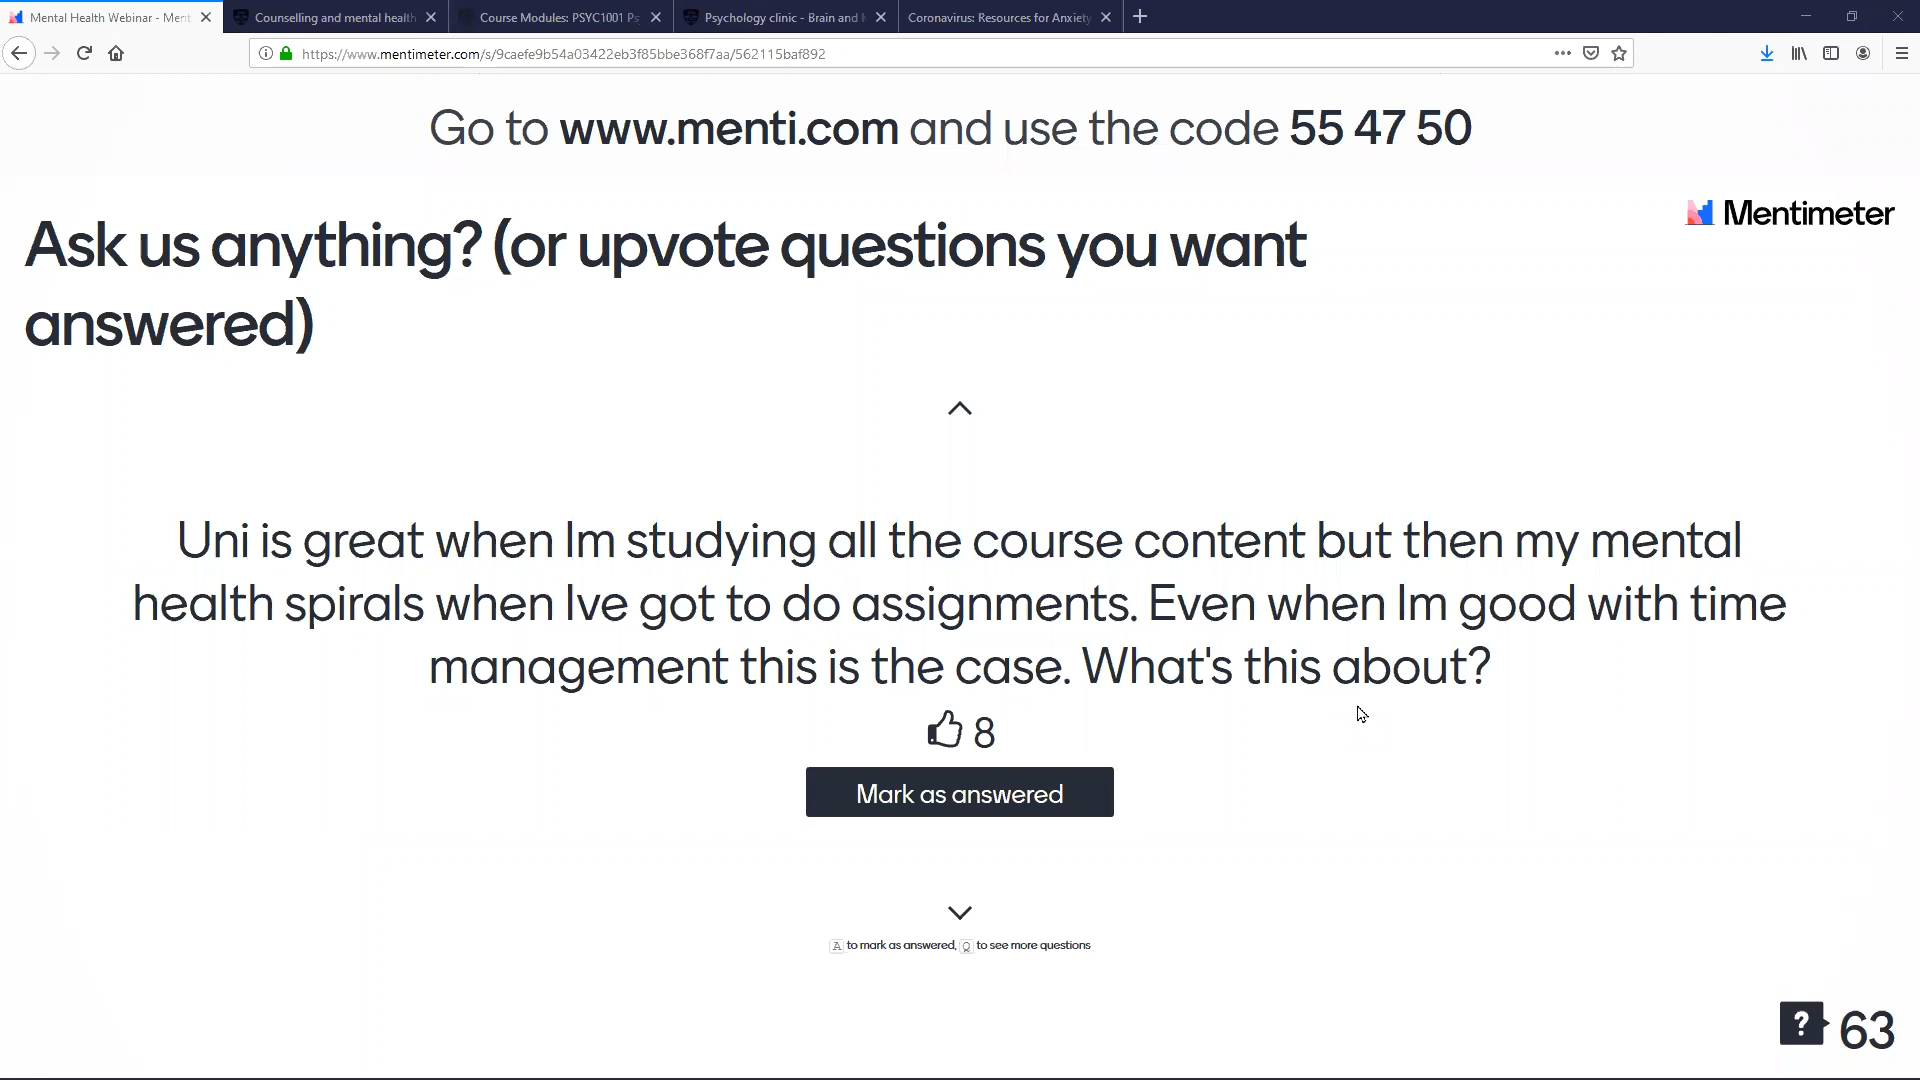 Mental Health Webinar - Ment
Counselling and mental health
Course Modules: PSYC1001 Ps
Psychology clinic - Brain and
Coronavirus: Resources for Anxiety
https://www.mentimeter.com/s/9caefe9b54a03422eb3f85bbe368f7aa/562115baf892
Go to www.menti.com and use the code 55 47 50
Mentimeter
Ask us anything? (or upvote questions you want
answered)
Uni is great when Im studying all the course content but then my mental
health spirals when Ive got to do assignments. Even when Im good with time
management this is the case. What's this about?
8
Mark as answered
A to mark as answered, Q to see more questions
? 63